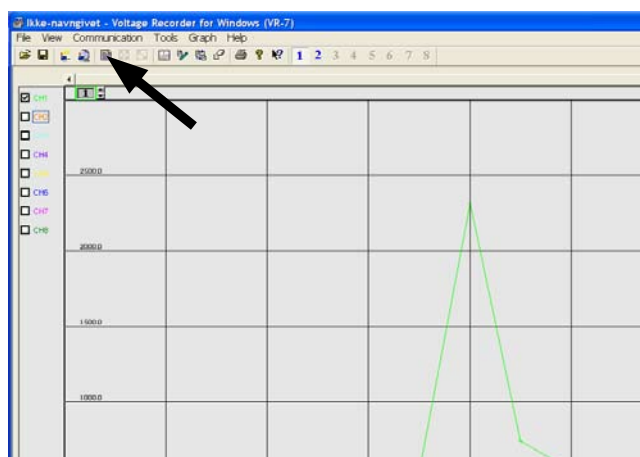 Ikke-navngivet - Voltage Recorder for Windows (VR-7)
File View Communication Tools Graph Help
1 2 3 4 5 6 7 8
1
CH1
CH2
CH4
CH6
CH7
CH8
2500.0
2000.0
1500.0
1000.0